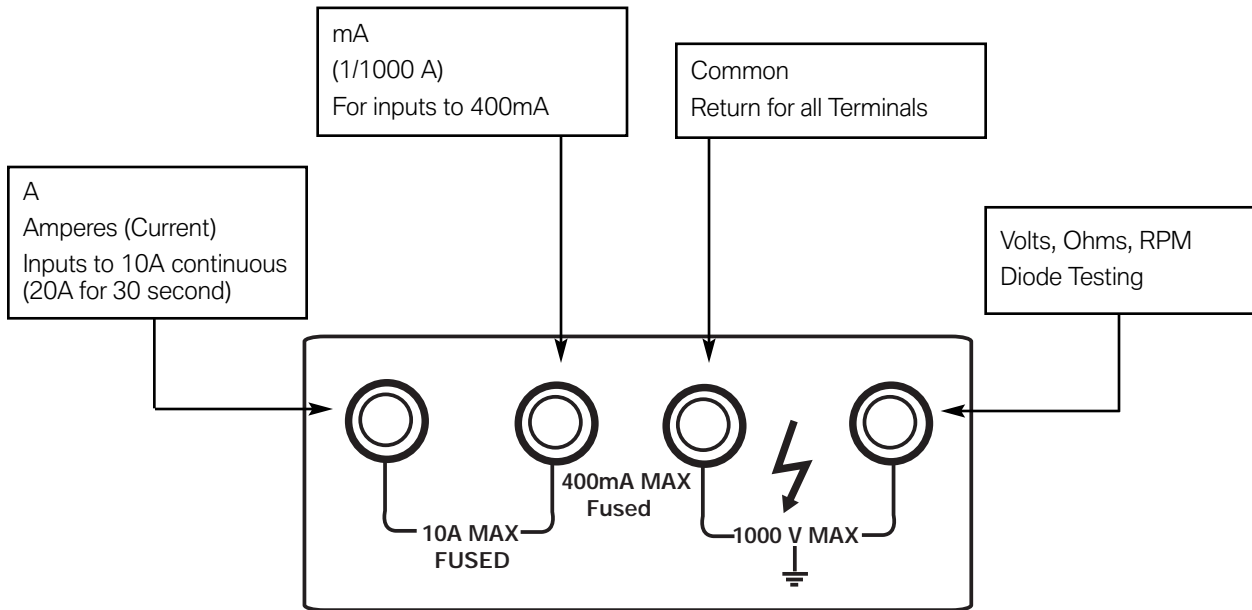 mA
(1/1000 A)
For inputs to 400mA
Common
Return for all Terminals
A
Amperes (Current)
Inputs to 10A continuous
(20A for 30 second)
Volts, Ohms, RPM
Diode Testing
400mA MAX
Fused
10A MAX
FUSED
1000 V MAX